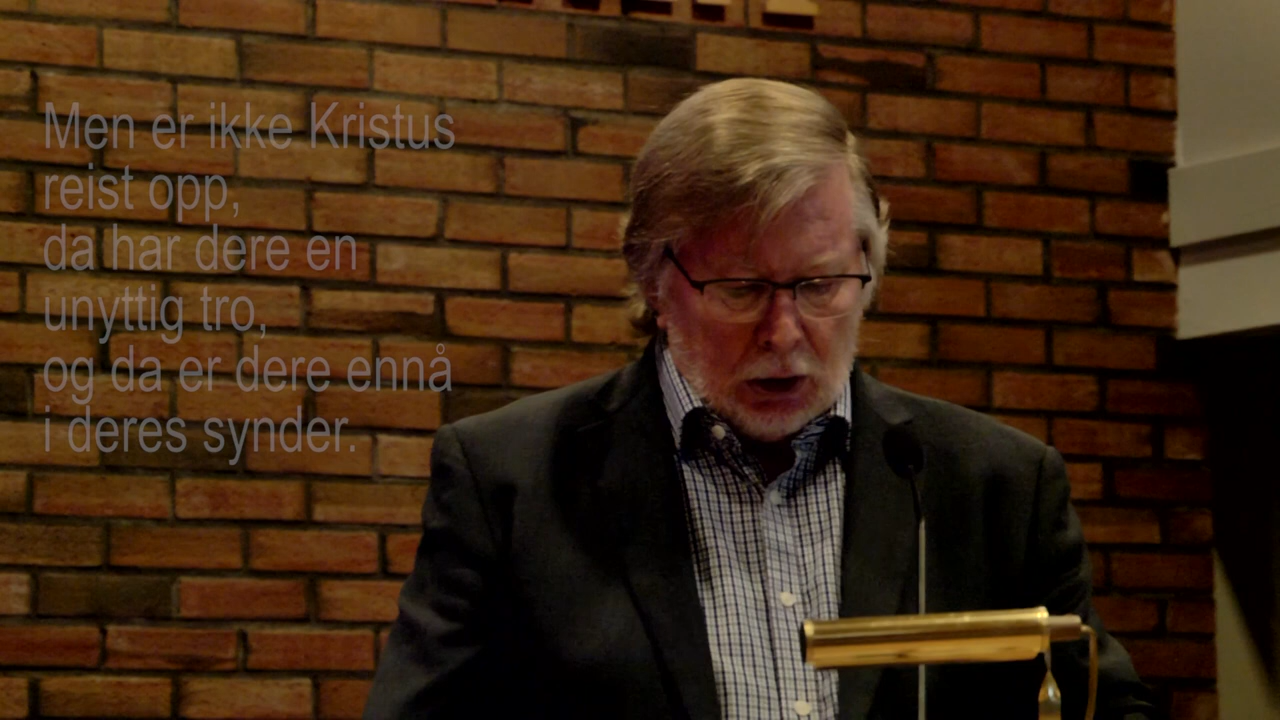 Men er ikke Kristus
reist opp,
da har dere en
unyttig tro,
og da er dere ennå
i deres synder.